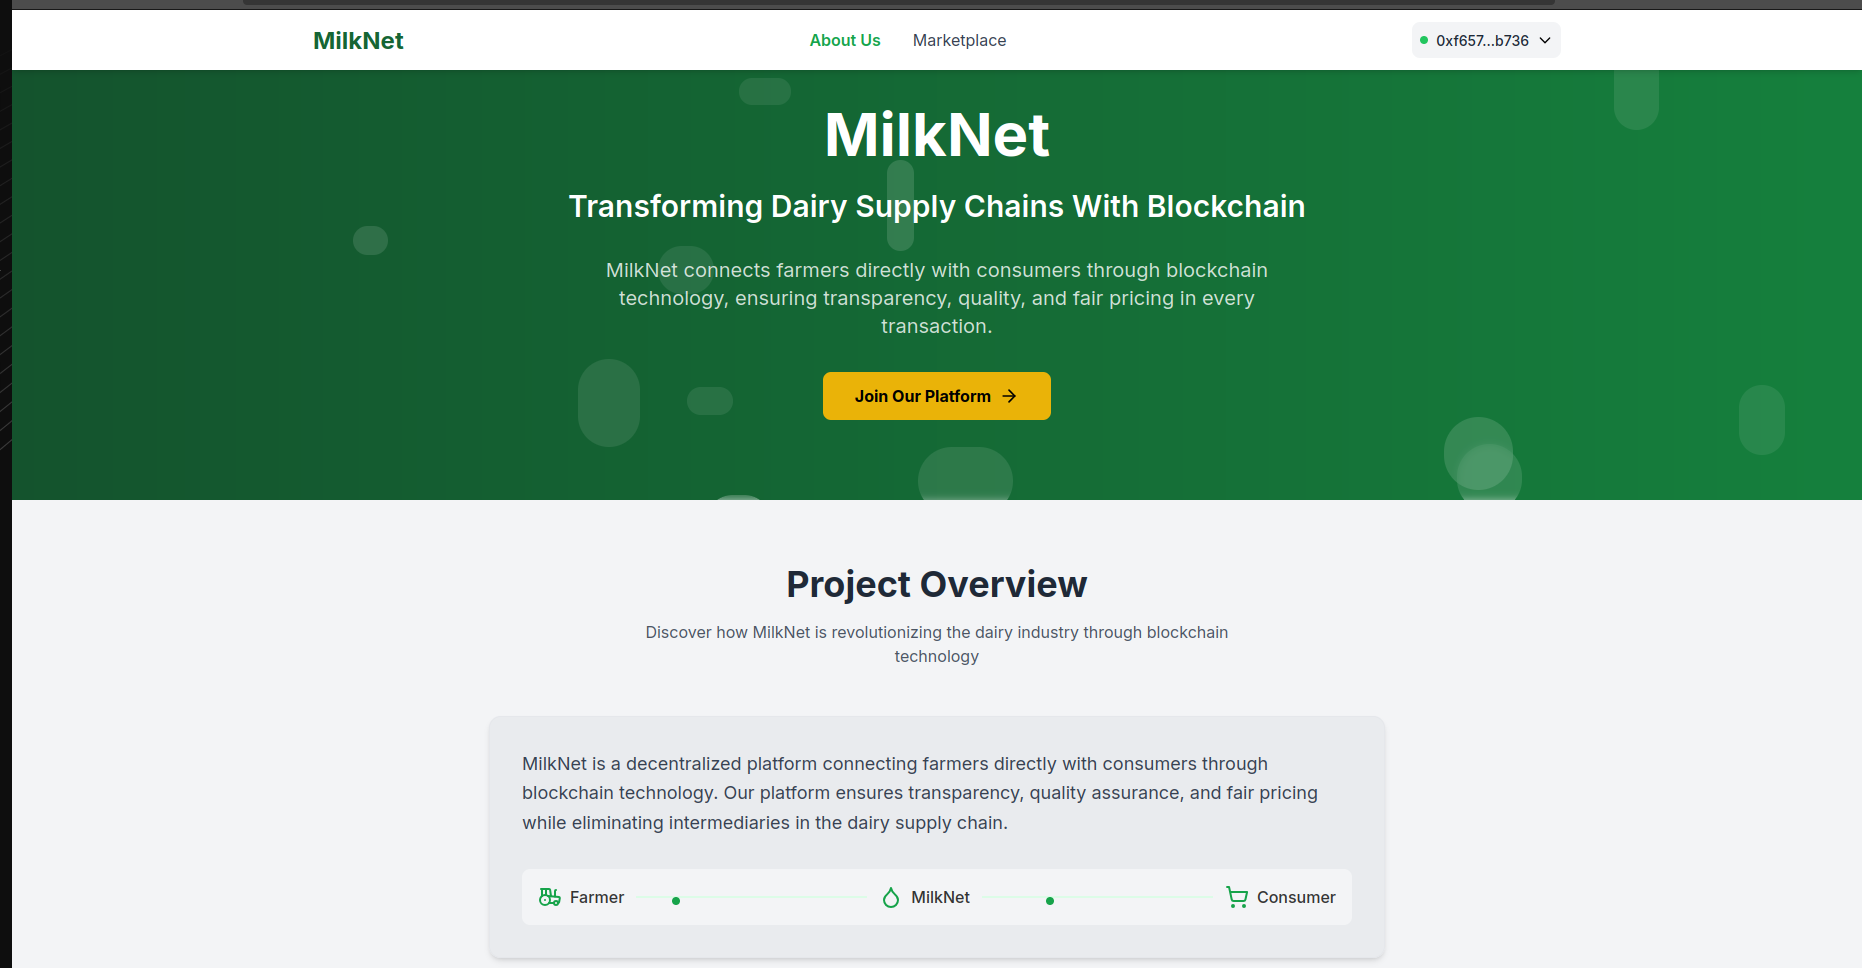 MilkNet
About Us
Marketplace
0xf657...b736
MilkNet
Transforming Dairy Supply Chains With Blockchain
MilkNet connects farmers directly with consumers through blockchain
technology, ensuring transparency, quality, and fair pricing in every
transaction.
Join Our Platform
Project Overview
Discover how MilkNet is revolutionizing the dairy industry through blockchain
technology
MilkNet is a decentralized platform connecting farmers directly with consumers through
blockchain technology. Our platform ensures transparency, quality assurance, and fair pricing
while eliminating intermediaries in the dairy supply chain.
Farmer
MilkNet
Consumer